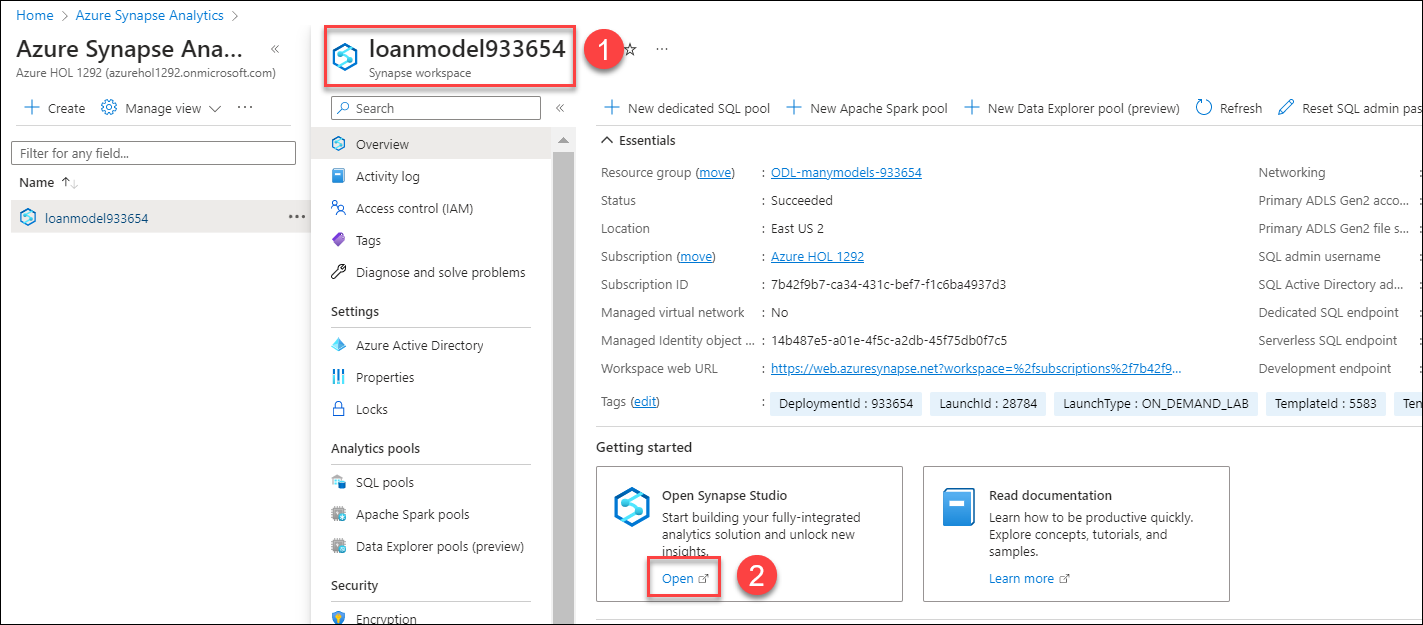 Home > Azure Synapse Analytics >
Azure Synapse Ana... «
Azure HOL 1292 (azurehol1292.onmicrosoft.com)
+ Create Manage view ...
Filter for any field...
Name ↑↓
loanmodel933654 ...
loanmodel933654 1 ☆ ...
Synapse workspace
Search «
Overview
Activity log
Access control (IAM)
Tags
Diagnose and solve problems
Settings
Azure Active Directory
Properties
Locks
Analytics pools
SQL pools
Apache Spark pools
Data Explorer pools (preview)
Security
Encryption
+ New dedicated SQL pool + New Apache Spark pool + New Data Explorer pool (preview) Refresh Reset SQL admin pas
Essentials
Resource group (move) : ODL-manymodels-933654
Status : Succeeded
Location : East US 2
Subscription (move) : Azure HOL 1292
Subscription ID : 7b42f9b7-ca34-431c-bef7-f1c6ba4937d3
Managed virtual network : No
Managed Identity object ... : 14b487e5-a01e-4f5c-a2db-45f75db0f7c5
Workspace web URL : https://web.azuresynapse.net?workspace=%2fsubscriptions%2f7b42f9...
Tags (edit) : DeploymentId : 933654 LaunchId : 28784 LaunchType : ON_DEMAND_LAB TemplateId : 5583 Ten
Networking :
Primary ADLS Gen2 acco... :
Primary ADLS Gen2 file s... :
SQL admin username :
SQL Active Directory ad... :
Dedicated SQL endpoint :
Serverless SQL endpoint :
Development endpoint :
Getting started
Open Synapse Studio
Start building your fully-integrated
analytics solution and unlock new
insights.
Open 2
Read documentation
Learn how to be productive quickly.
Explore concepts, tutorials, and
samples.
Learn more